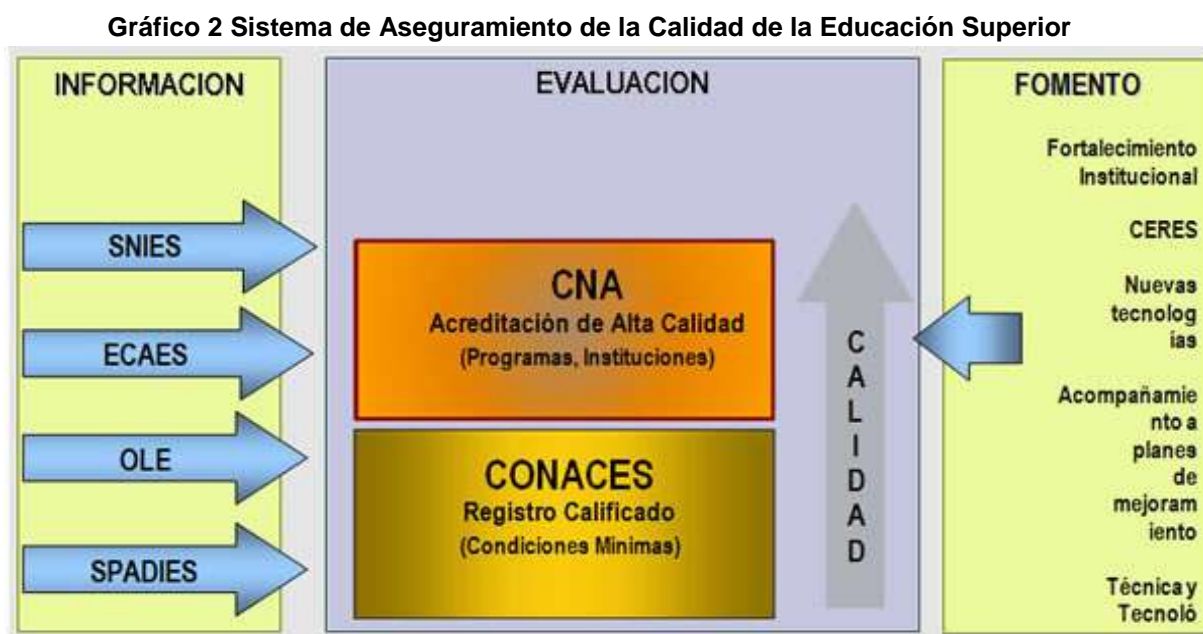 Gráfico 2 Sistema de Aseguramiento de la Calidad de la Educación Superior
INFORMACION
SNIES
ECAES
OLE
SPADIES
EVALUACION
CNA
Acreditación de Alta Calidad
(Programas, Instituciones)
CONACES
Registro Calificado
(Condiciones Minimas)
C
A
L
I
D
A
D
FOMENTO
Fortalecimiento
Institucional
CERES
Nuevas
tecnolog
ias
Acompañamie
nto a
planes
de
mejoram
iento
Técnica y
Tecnoló